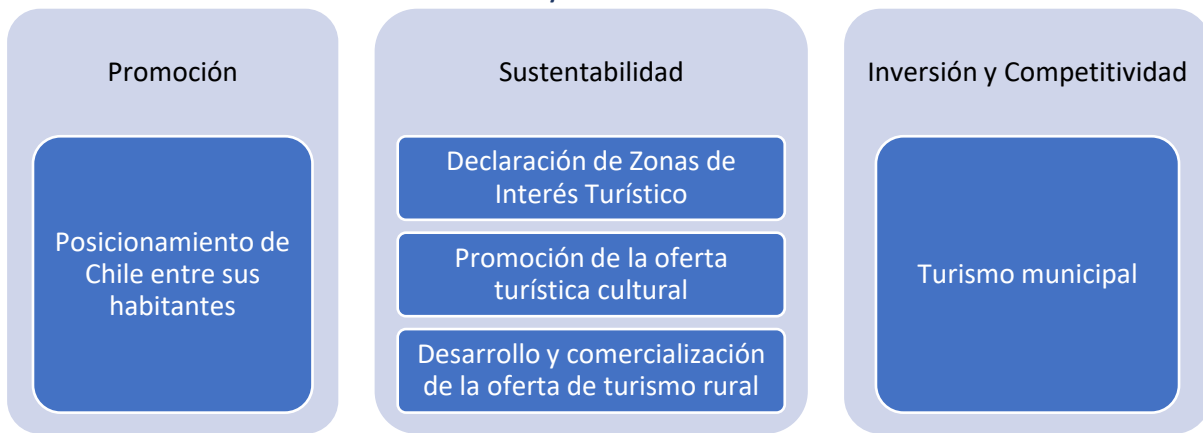 Promoción
Posicionamiento de
Chile entre sus
habitantes
Sustentabilidad
Declaración de Zonas de
Interés Turístico
Promoción de la oferta
turística cultural
Desarrollo y comercialización
de la oferta de turismo rural
Inversión y Competitividad
Turismo municipal